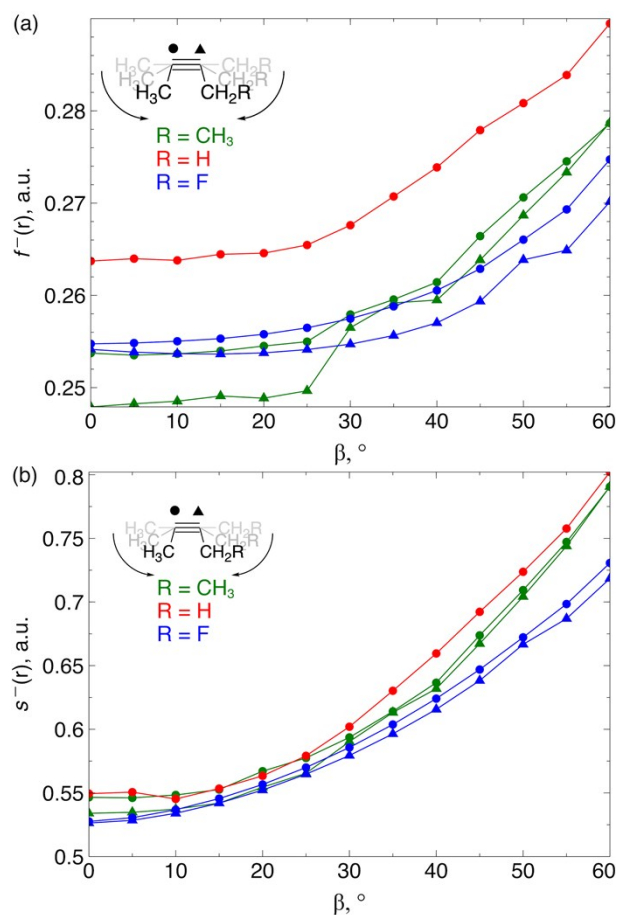 (a)
H₃C CH₂R
H₃C CH₂R
H₃C CH₂R
R = CH₃
R = H
R = F
f⁻(r), a.u.
0.28
0.27
0.26
0.25
0 10 20 30 40 50 60
β, °
(b)
H₃C CH₂R
H₃C CH₂R
H₃C CH₂R
R = CH₃
R = H
R = F
s⁻(r), a.u.
0.8
0.75
0.7
0.65
0.6
0.55
0.5
0 10 20 30 40 50 60
β, °